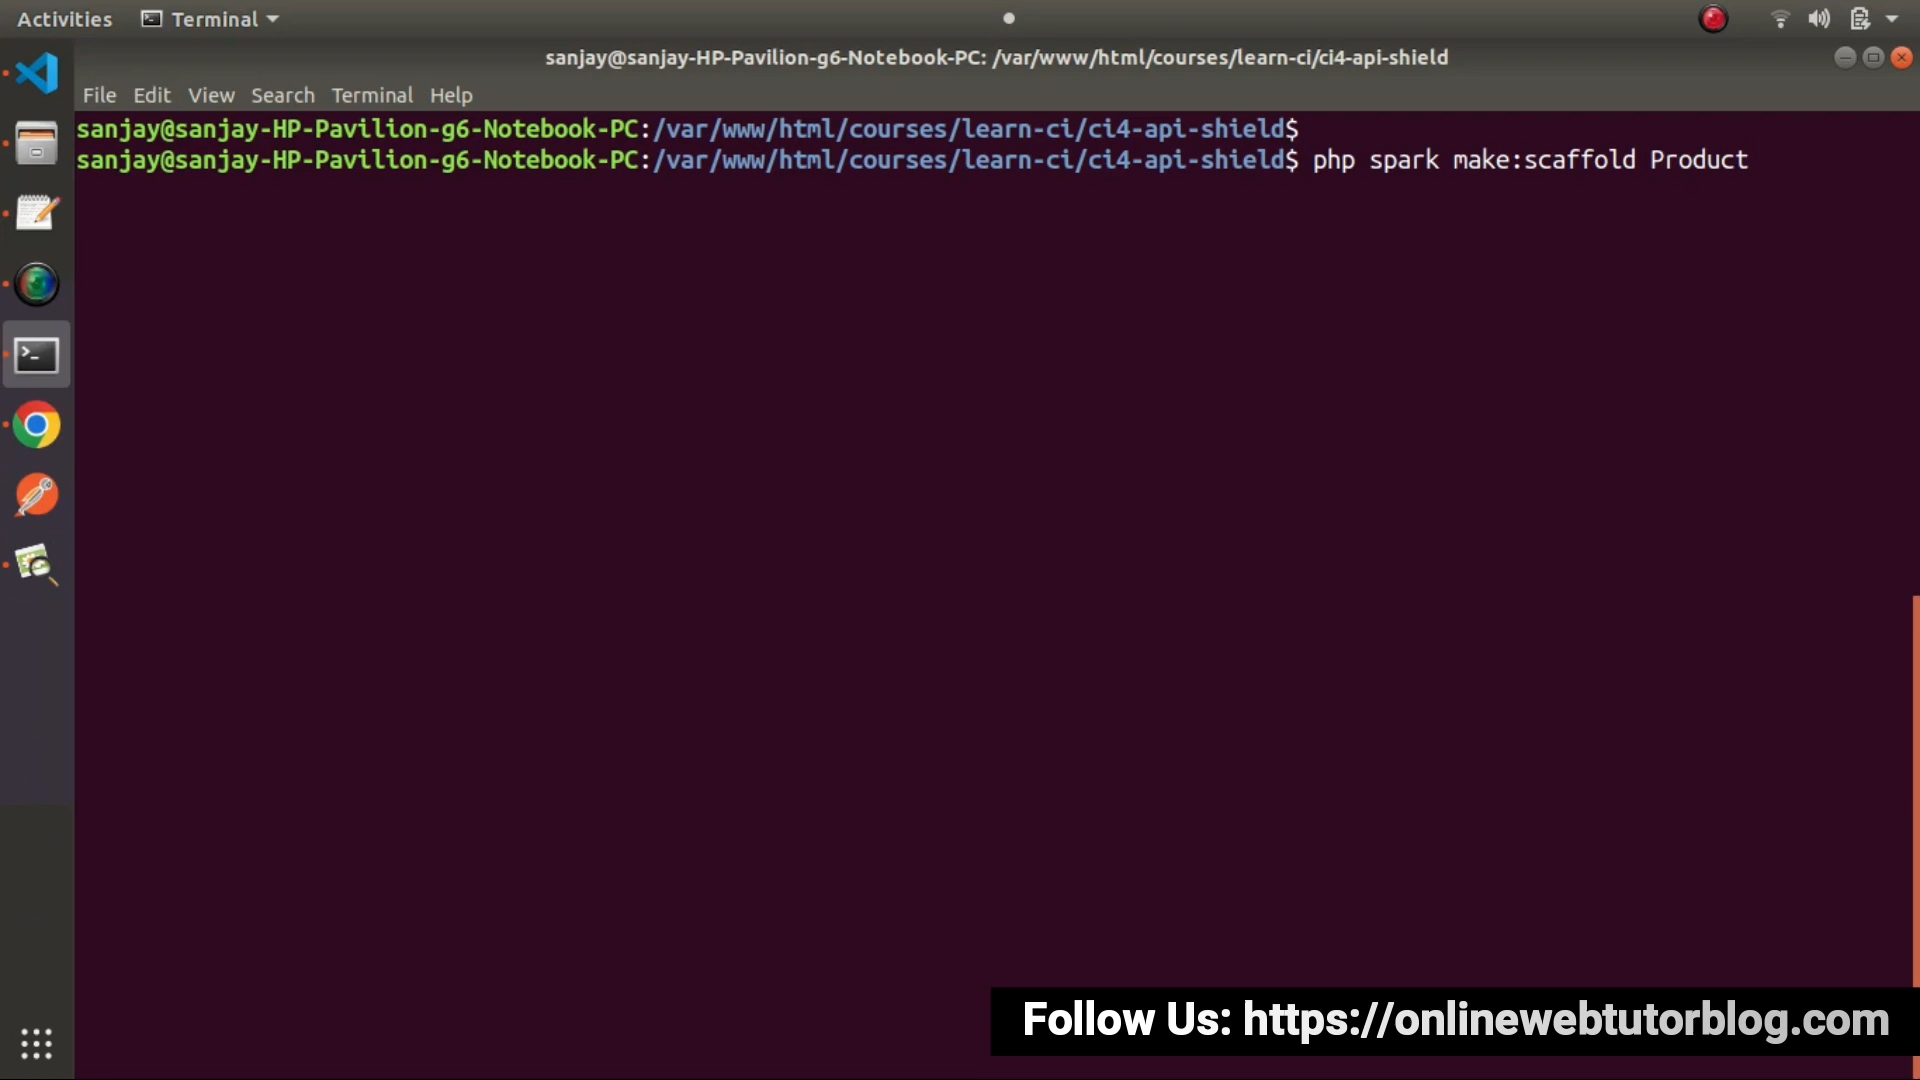 Activities Terminal
sanjay@sanjay-HP-Pavilion-g6-Notebook-PC: /var/www/html/courses/learn-ci/ci4-api-shield
File Edit View Search Terminal Help
sanjay@sanjay-HP-Pavilion-g6-Notebook-PC:/var/www/html/courses/learn-ci/ci4-api-shield$
sanjay@sanjay-HP-Pavilion-g6-Notebook-PC:/var/www/html/courses/learn-ci/ci4-api-shield$ php spark make:scaffold Product
Follow Us: https://onlinewebtutorblog.com